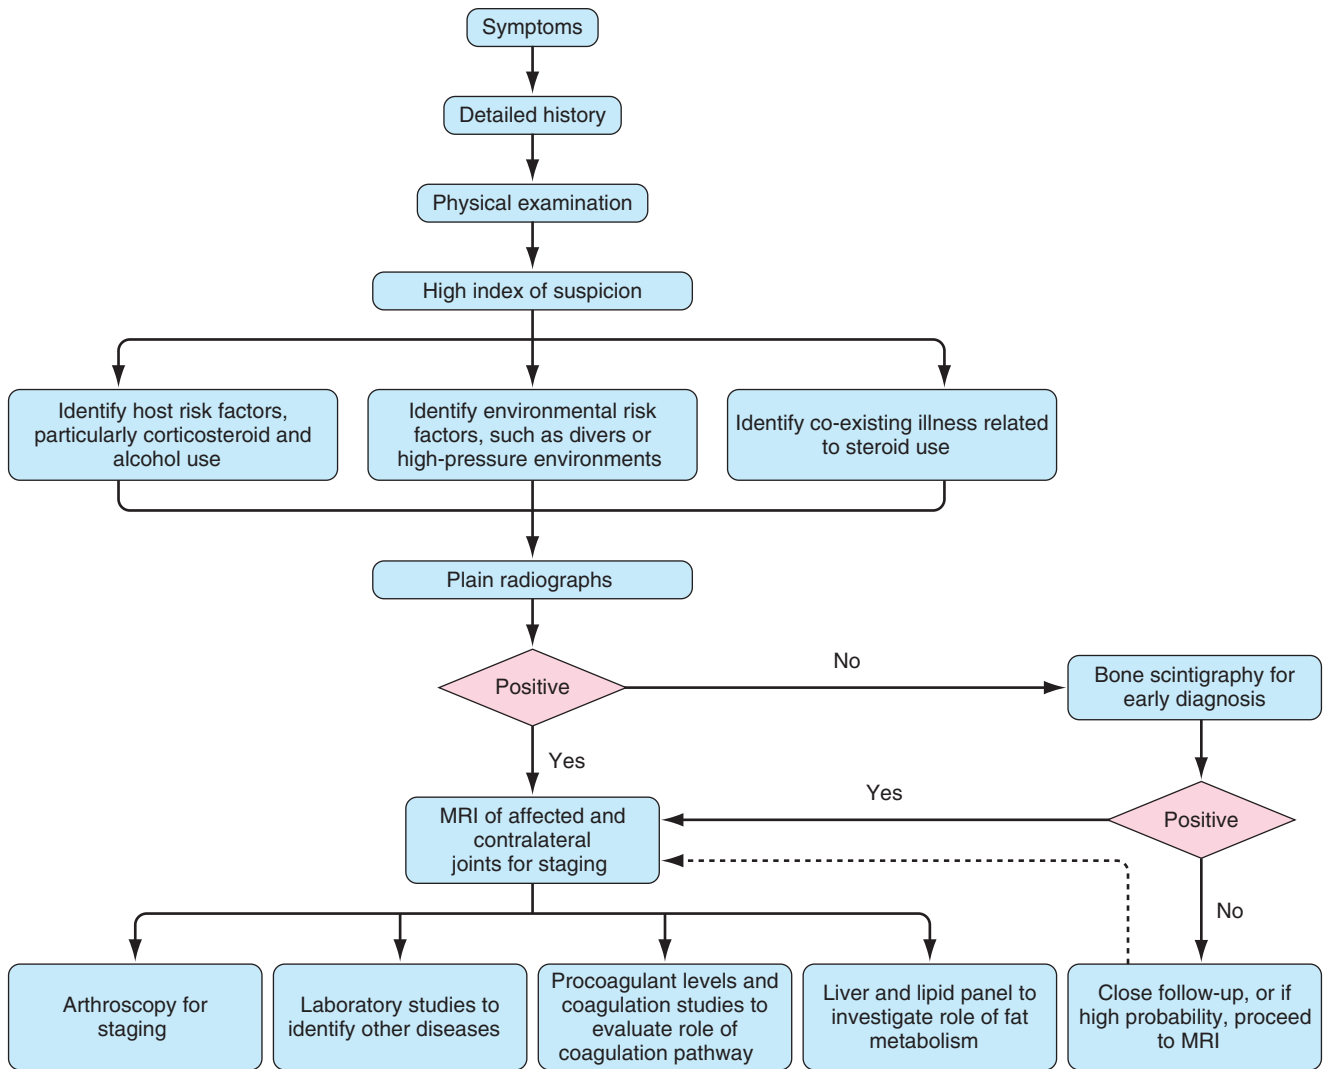 Symptoms
Detailed history
Physical examination
High index of suspicion
Identify host risk factors,
particularly corticosteroid and
alcohol use
Identify environmental risk
factors, such as divers or
high-pressure environments
Identify co-existing illness related
to steroid use
Plain radiographs
Positive
No
Bone scintigraphy for
early diagnosis
Yes
MRI of affected and
contralateral
joints for staging
Yes
Positive
No
Arthroscopy for
staging
Laboratory studies to
identify other diseases
Procoagulant levels and
coagulation studies to
evaluate role of
coagulation pathway
Liver and lipid panel to
investigate role of fat
metabolism
Close follow-up, or if
high probability, proceed
to MRI